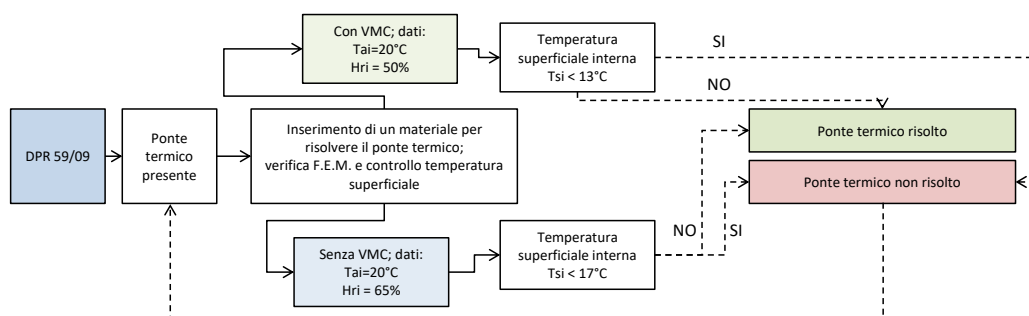 Con VMC; dati:
Tai=20°C
Hri = 50%
Temperatura
superficiale interna
Tsi < 13°C
SI
NO
DPR 59/09
Ponte
termico
presente
Inserimento di un materiale per
risolvere il ponte termico;
verifica F.E.M. e controllo temperatura
superficiale
Ponte termico risolto
Ponte termico non risolto
Senza VMC; dati:
Tai=20°C
Hri = 65%
Temperatura
superficiale interna
Tsi < 17°C
NO
SI